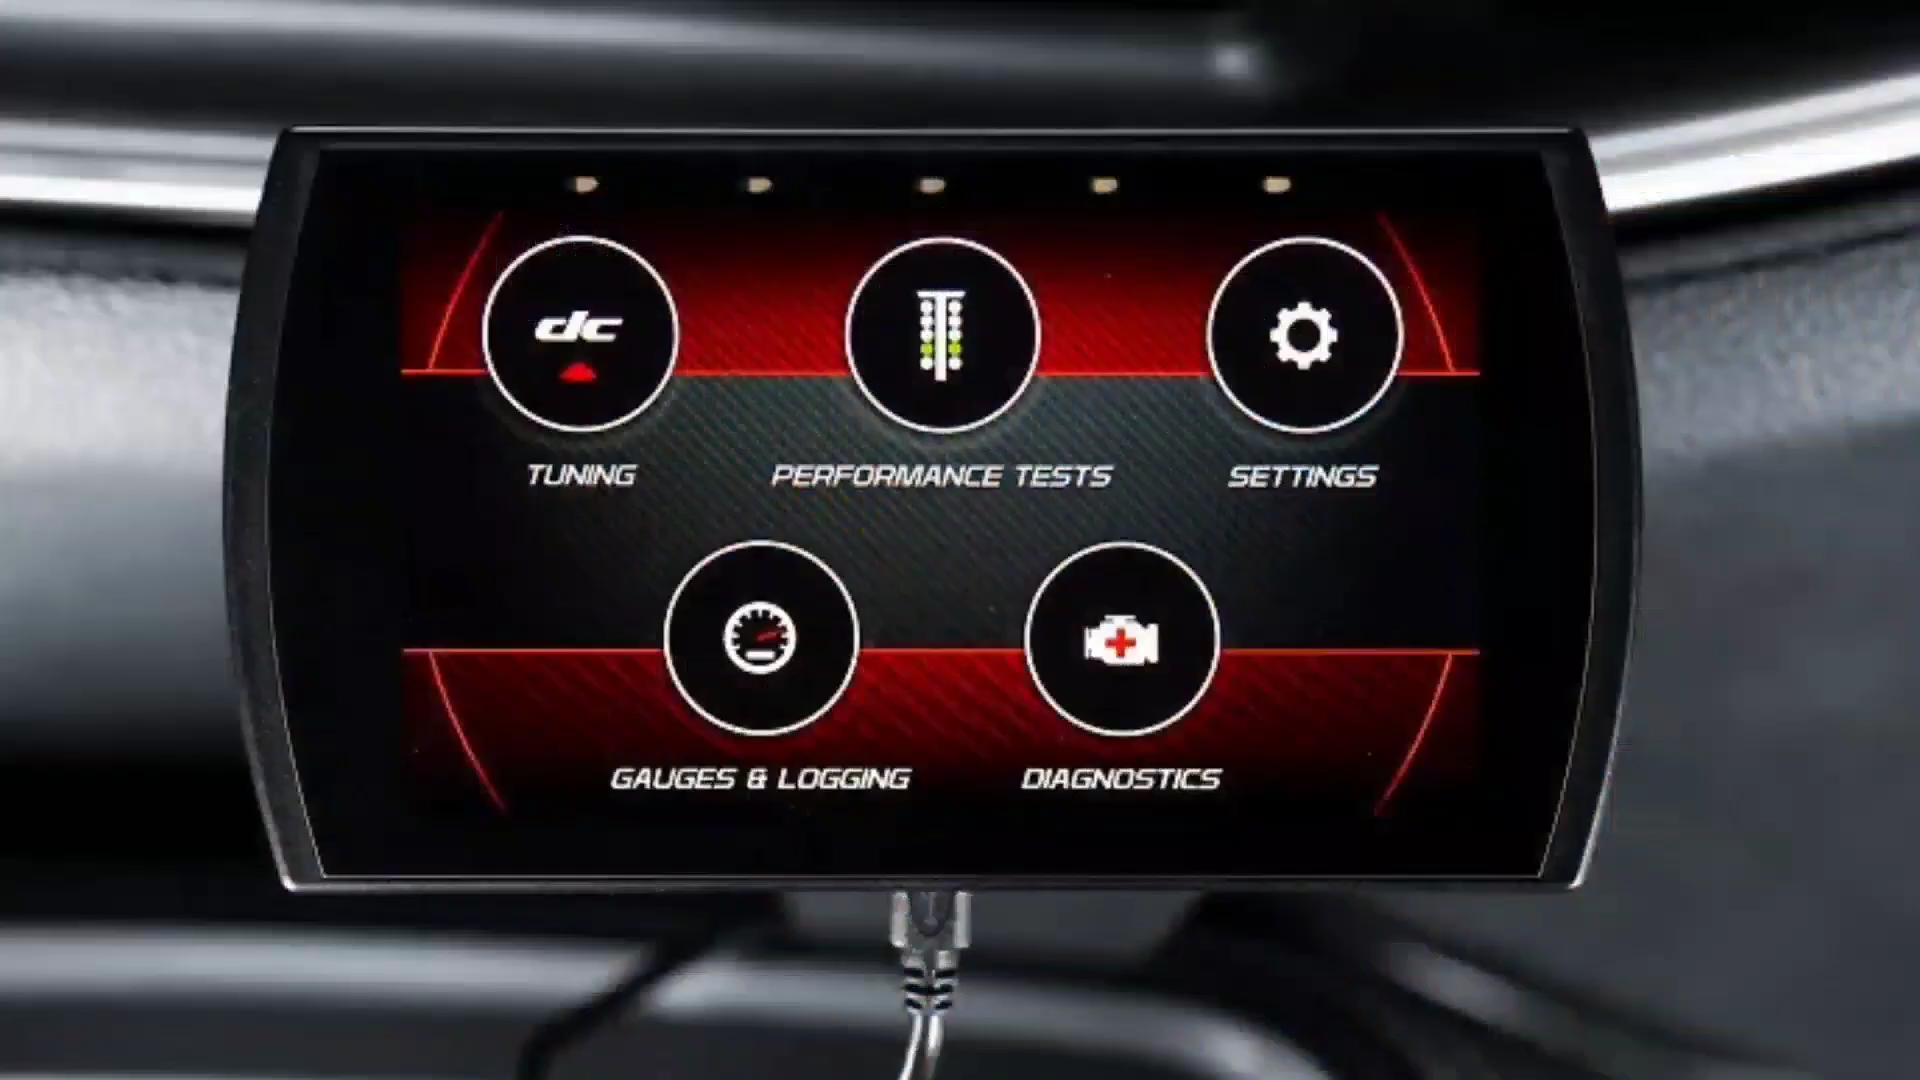 dc
TUNING
PERFORMANCE TESTS
SETTINGS
GAUGES & LOGGING
DIAGNOSTICS